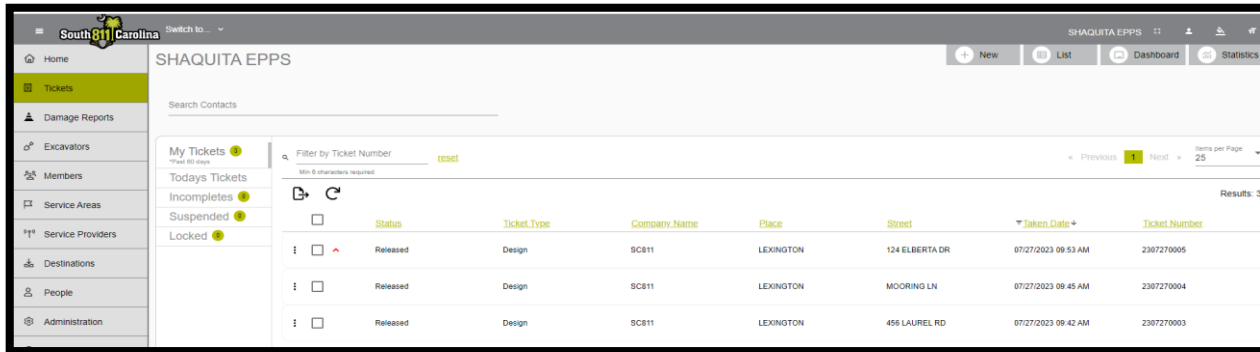 South 811 Carolina
Switch to...
SHAQUITA EPPS
Home
Tickets
Damage Reports
Excavators
Members
Service Areas
Service Providers
Destinations
People
Administration
SHAQUITA EPPS
New
List
Dashboard
Statistics
Search Contacts
My Tickets 3
*Past 60 days
Todays Tickets
Incompletes 0
Suspended 0
Locked 0
Filter by Ticket Number reset
Min 6 characters required
« Previous 1 Next »
Items per Page
25
Results: 3
Status Ticket Type Company Name Place Street Taken Date Ticket Number
Released Design SC811 LEXINGTON 124 ELBERTA DR 07/27/2023 09:53 AM 2307270005
Released Design SC811 LEXINGTON MOORING LN 07/27/2023 09:45 AM 2307270004
Released Design SC811 LEXINGTON 456 LAUREL RD 07/27/2023 09:42 AM 2307270003